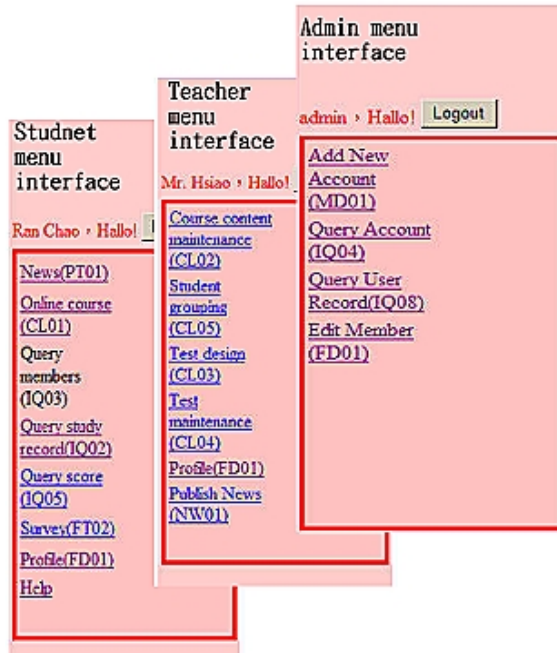 Studnet
menu
interface
Ran Chao，Hallo!
News(PT01)
Online course
(CL01)
Query
members
(IQ03)
Query study
record(IQ02)
Query score
(IQ05)
Survey(FT02)
Profile(FD01)
Help
Teacher
menu
interface
Mr. Hsiao，Hallo!
Course content
maintenance
(CL02)
Student
grouping
(CL05)
Test design
(CL03)
Test
maintenance
(CL04)
Profile(FD01)
Publish News
(NW01)
Admin menu
interface
admin，Hallo! Logout
Add New
Account
(MD01)
Query Account
(IQ04)
Query User
Record(IQ08)
Edit Member
(FD01)